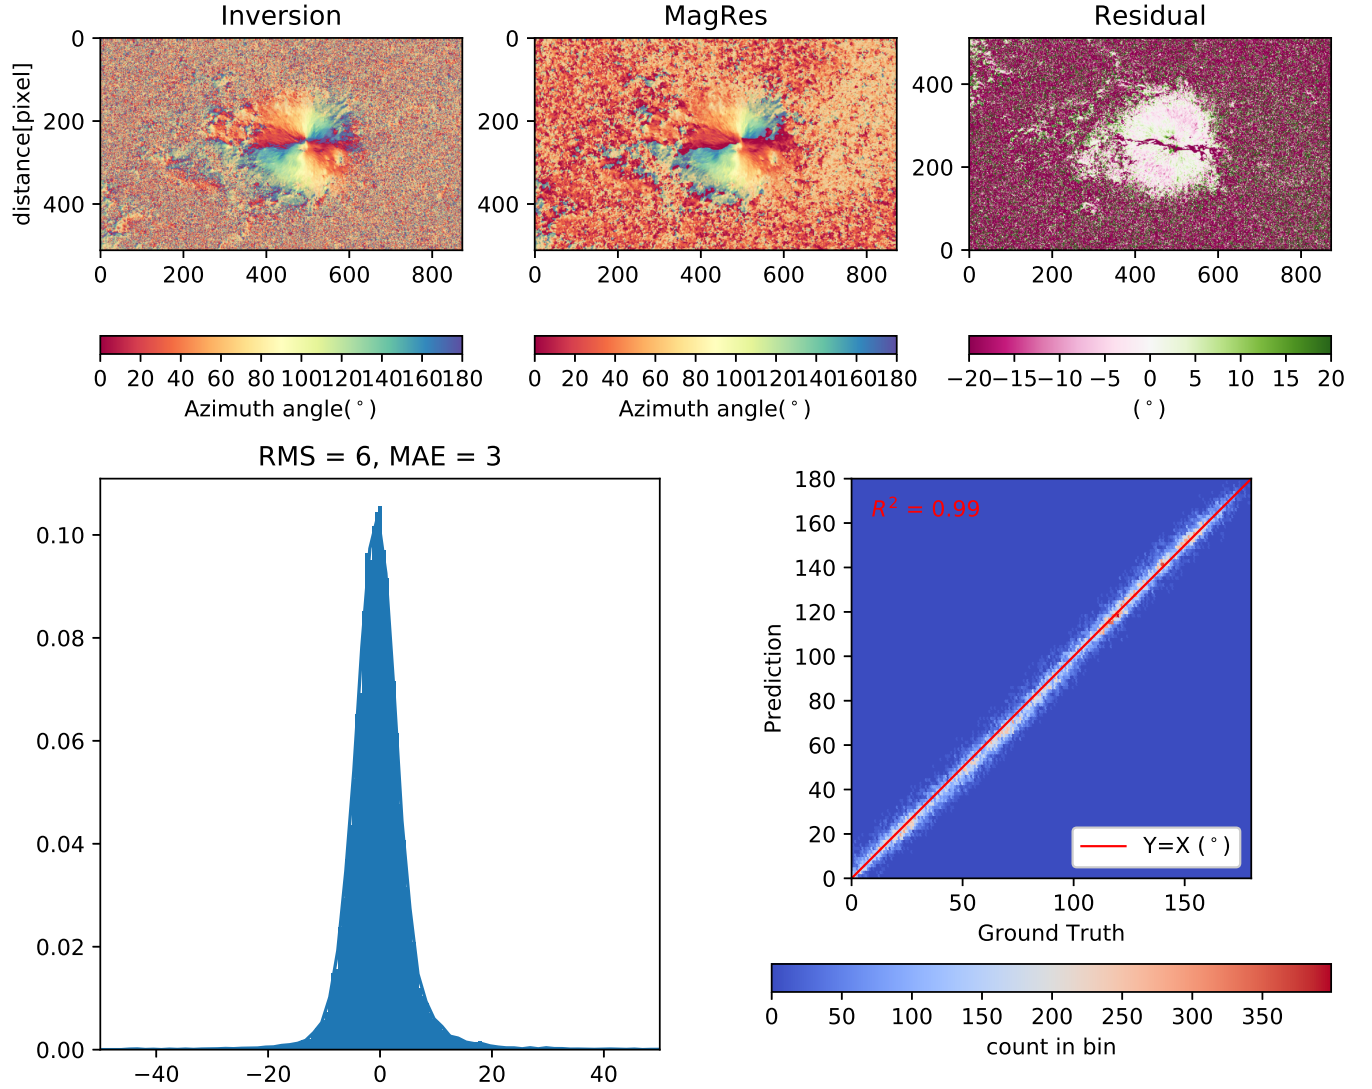 Inversion
MagRes
Residual
distance[pixel]
0
200
400
0 200 400 600 800
0
200
400
0 200 400 600 800
400
200
0
0 200 400 600 800
0 20 40 60 80 100 120 140 160 180
Azimuth angle(°)
0 20 40 60 80 100 120 140 160 180
Azimuth angle(°)
−20 −15 −10 −5 0 5 10 15 20
(°)
RMS = 6, MAE = 3
0.10
0.08
0.06
0.04
0.02
0.00
−40 −20 0 20 40
R² = 0.99
Prediction
180
160
140
120
100
80
60
40
20
0
Y=X (°)
0 50 100 150
Ground Truth
0 50 100 150 200 250 300 350
count in bin